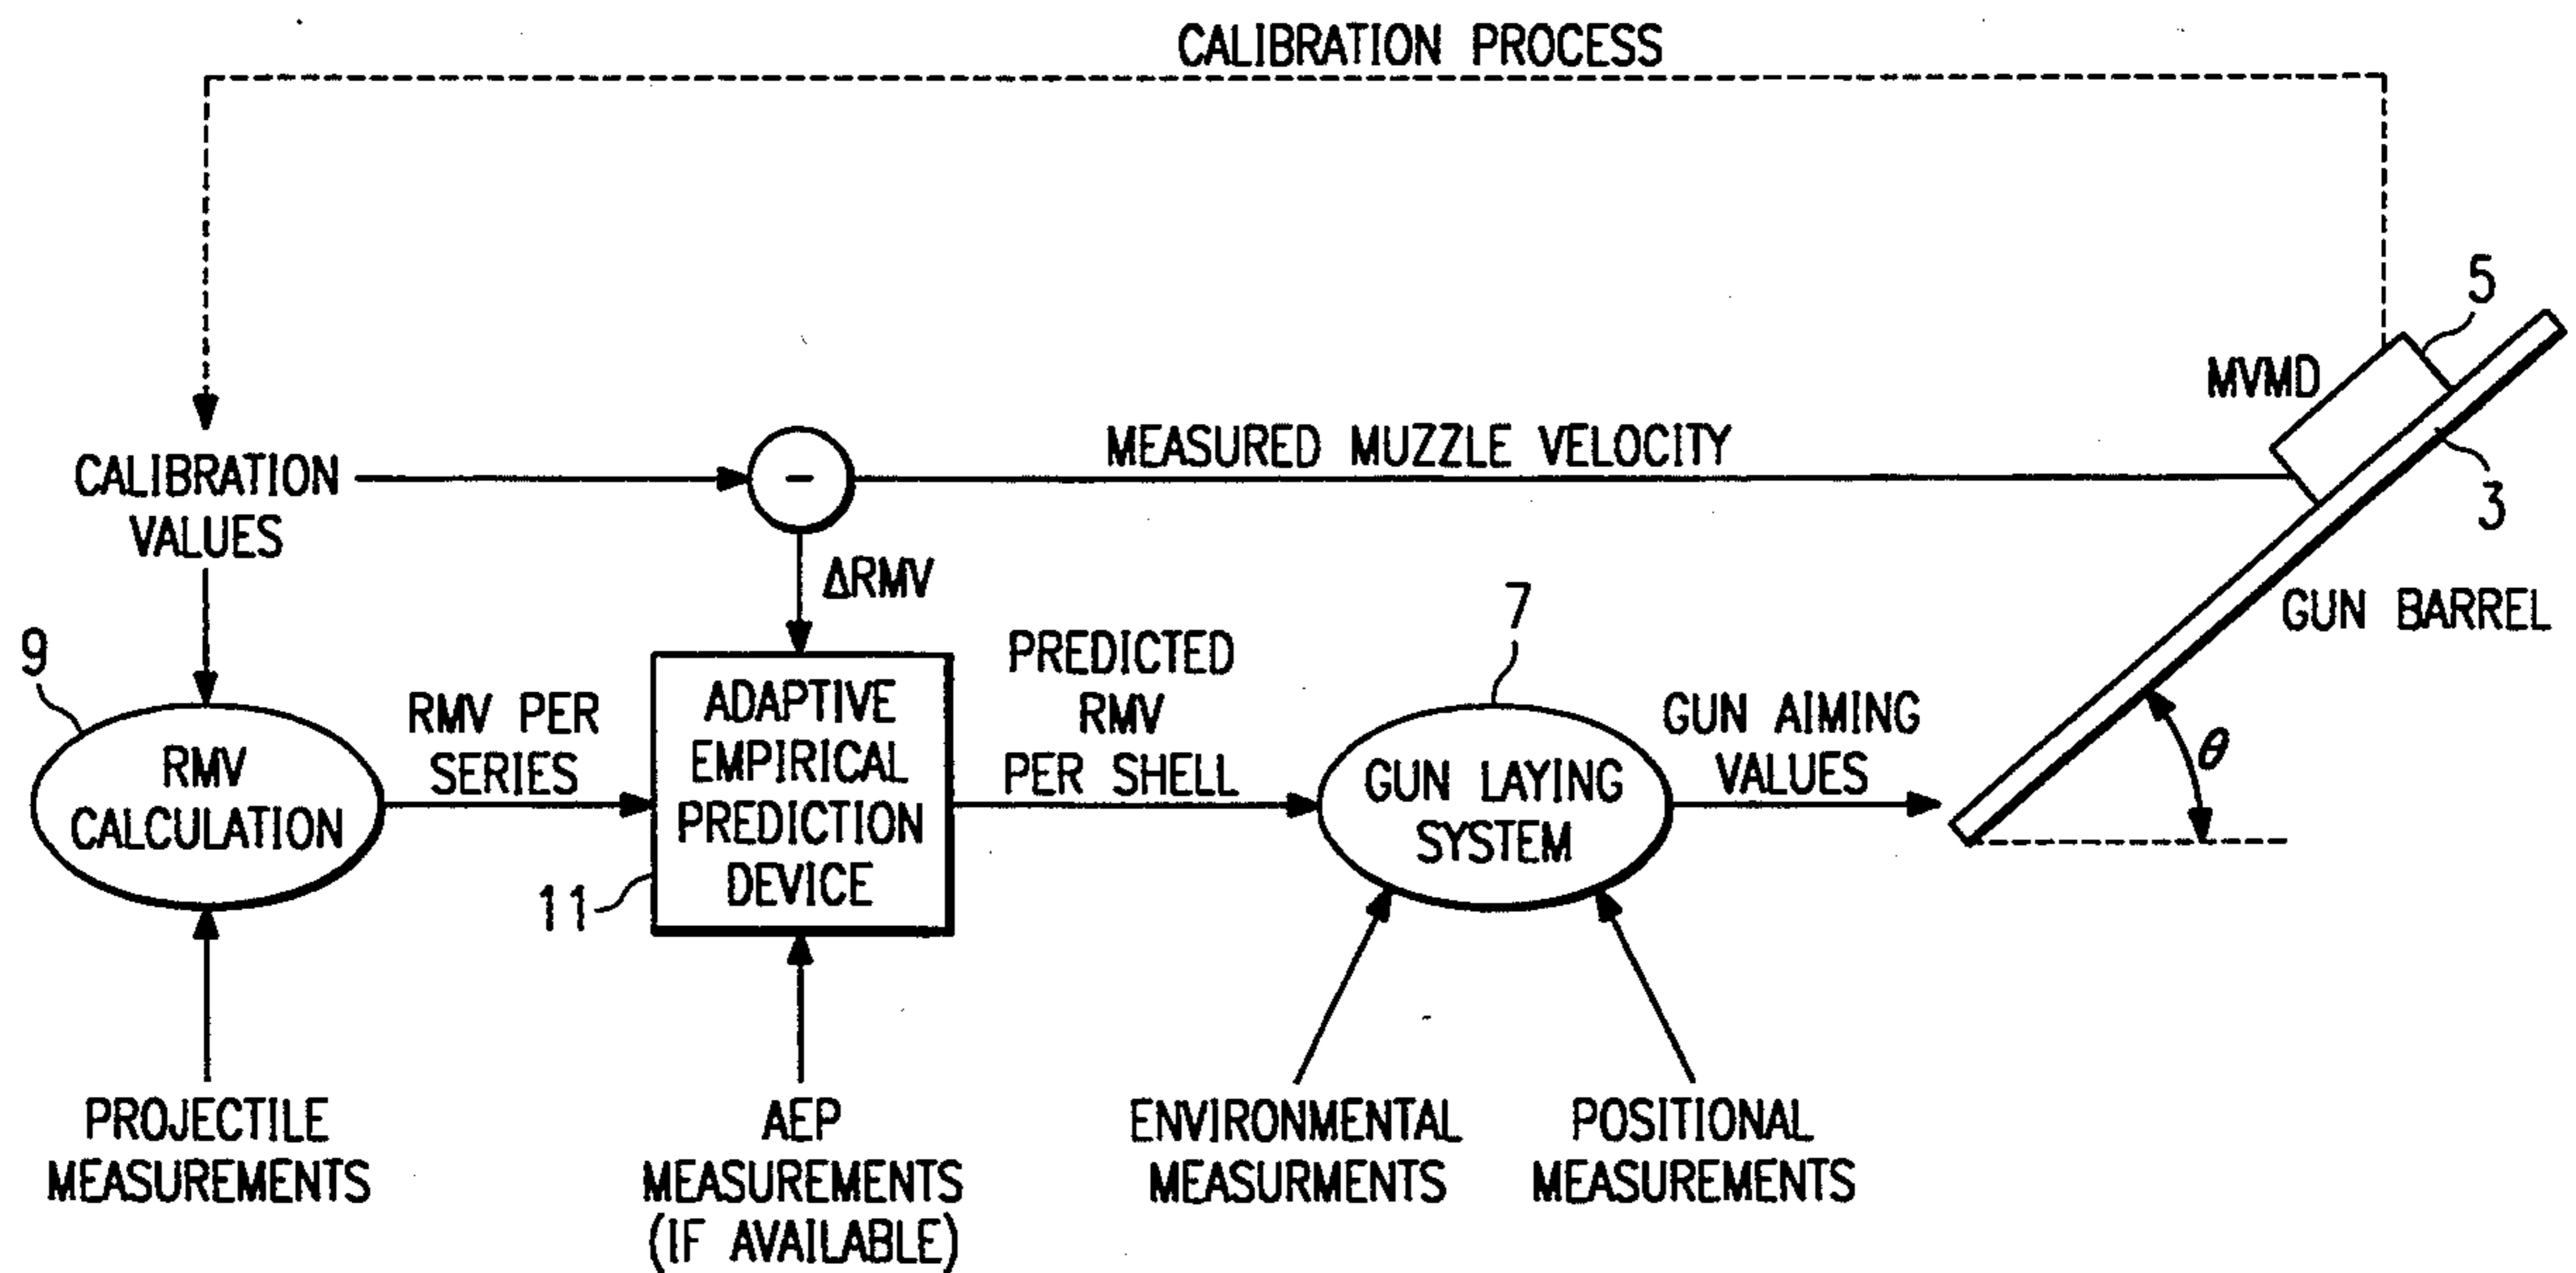 CALIBRATION PROCESS
5
MVMD
MEASURED MUZZLE VELOCITY
CALIBRATION
VALUES
-
3
ΔRMV
GUN BARREL
9
RMV
CALCULATION
RMV PER
SERIES
ADAPTIVE
EMPIRICAL
PREDICTION
DEVICE
11
PREDICTED
RMV
PER SHELL
7
GUN LAYING
SYSTEM
GUN AIMING
VALUES
θ
PROJECTILE
MEASUREMENTS
AEP
MEASUREMENTS
(IF AVAILABLE)
ENVIRONMENTAL
MEASURMENTS
POSITIONAL
MEASUREMENTS